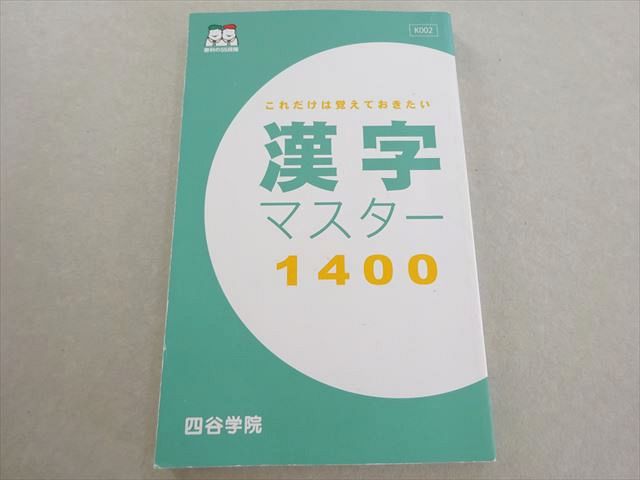 K002
これだけは覚えておきたい
漢字
マスター
1400
四谷学院